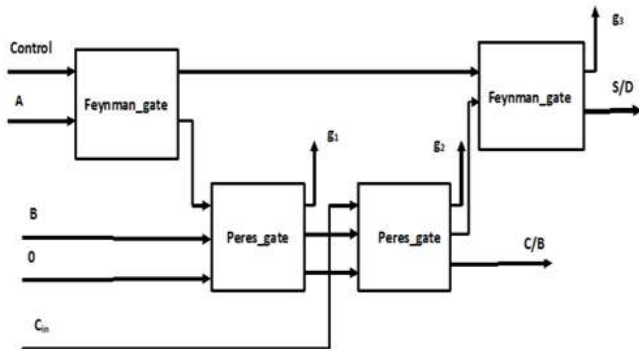 g₃
Control
A
Feynman_gate
Feynman_gate
S/D
g₁
g₂
B
0
Peres_gate
Peres_gate
C/B
Cᵢₙ